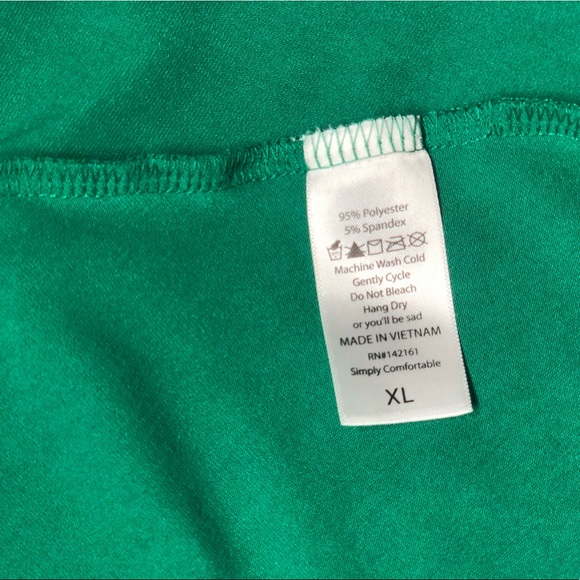 95% Polyester
5% Spandex
Machine Wash Cold
Gently Cycle
Do Not Bleach
Hang Dry
or you'll be sad
MADE IN VIETNAM
RN#142161
Simply Comfortable
XL